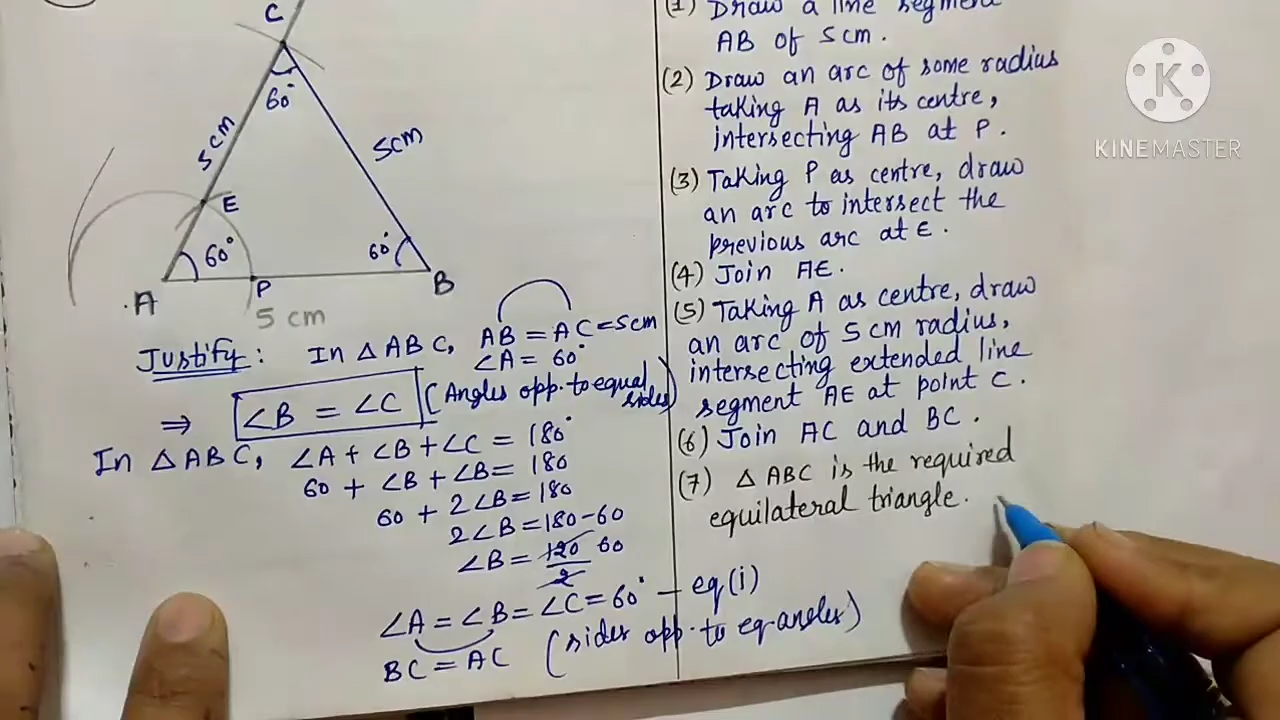 C
60°
5cm
5cm
E
60°
60°
A
P
B
5 cm
Justify: In △ABC, AB = AC = 5cm
∠A = 60°
⇒ ∠B = ∠C (Angles opp. to equal sides)
In △ABC, ∠A + ∠B + ∠C = 180°
60 + ∠B + ∠B = 180
60 + 2∠B = 180
2∠B = 180-60
∠B = 120/2 60
∠A = ∠B = ∠C = 60° - eq(i)
BC = AC (sides opp. to eq angles)
(1) Draw a line segment
AB of 5cm.
(2) Draw an arc of some radius
taking A as its centre,
intersecting AB at P.
(3) Taking P as centre, draw
an arc to intersect the
previous arc at E.
(4) Join AE.
(5) Taking A as centre, draw
an arc of 5cm radius,
intersecting extended line
segment AE at point C.
(6) Join AC and BC.
(7) △ABC is the required
equilateral triangle.
K
KINEMASTER